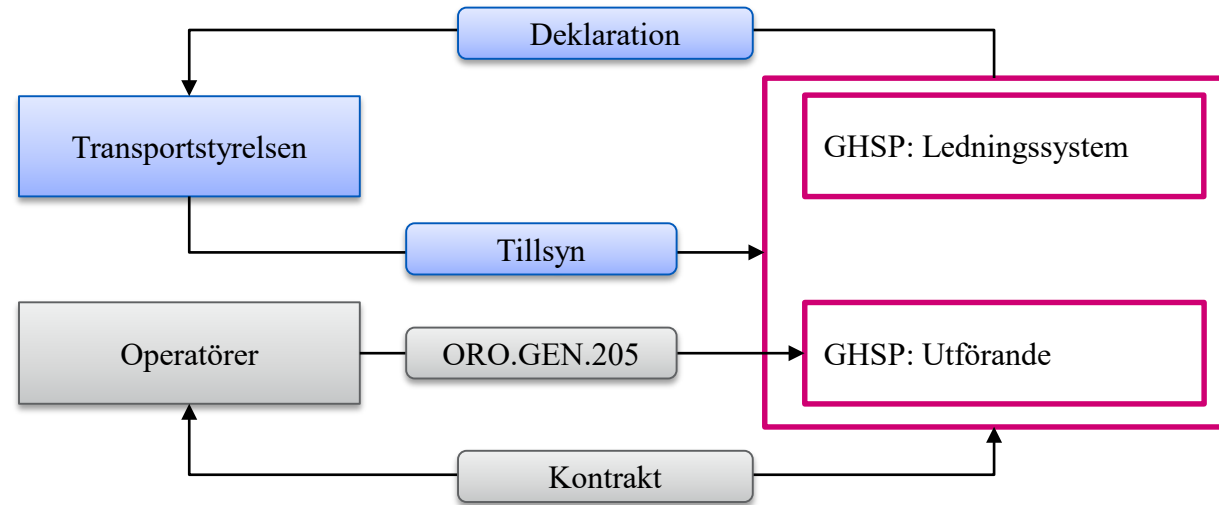 Deklaration
Transportstyrelsen
GHSP: Ledningssystem
Tillsyn
Operatörer
ORO.GEN.205
GHSP: Utförande
Kontrakt